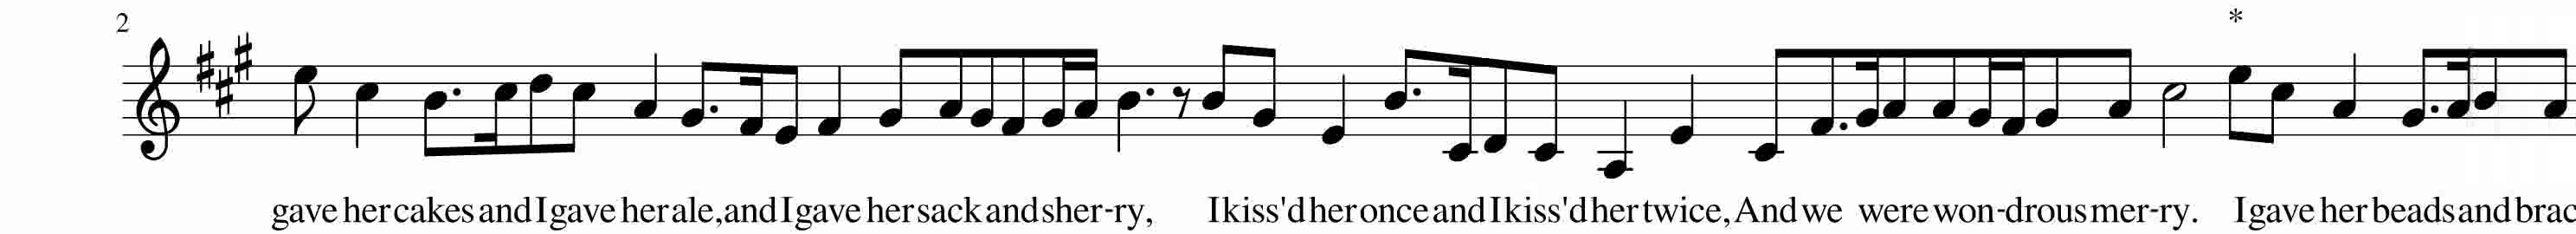 2
*
gave her cakes and I gave her ale, and I gave her sack and sher-ry, I kiss'd her once and I kiss'd her twice, And we were won-drous mer-ry. I gave her beads and brac